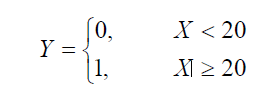 Y = {0, X < 20
1, X| ≥ 20